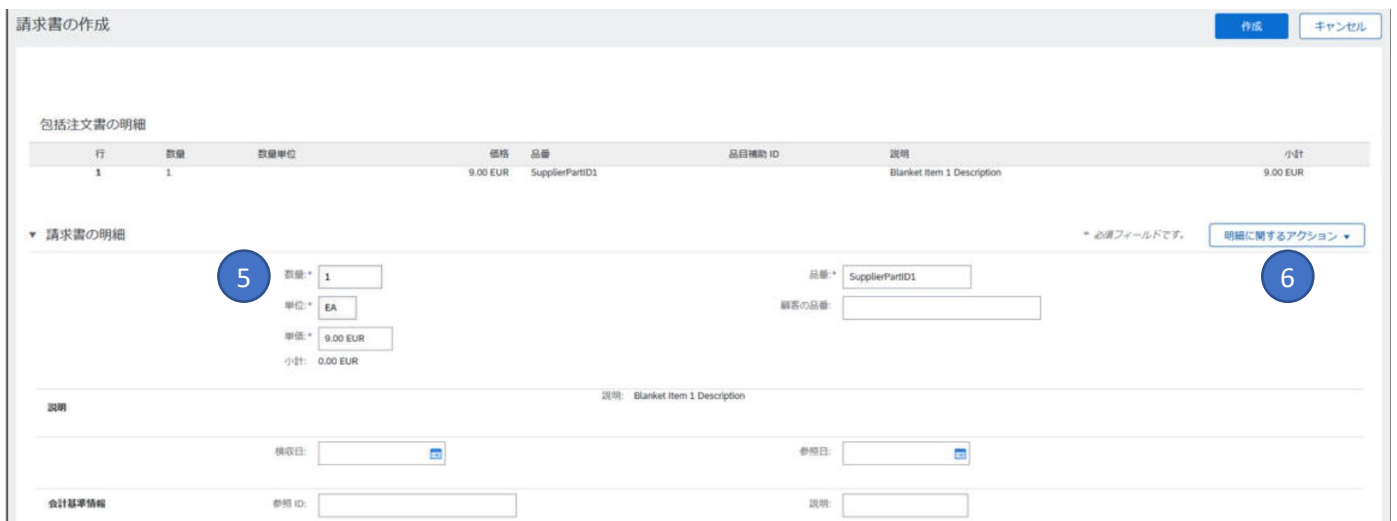 請求書の作成 作成 キャンセル
包括注文書の明細
行 数量 数量単位 価格 品番 品目補助 ID 説明 小計
1 1 9.00 EUR SupplierPartID1 Blanket Item 1 Description 9.00 EUR
▼ 請求書の明細 * 必須フィールドです。 明細に関するアクション ▼
5 数量:* 1 品番:* SupplierPartID1 6
単位:* EA 顧客の品番:
単価:* 9.00 EUR
小計: 0.00 EUR
説明 説明: Blanket Item 1 Description
検収日: 参照日:
会計基準情報 参照 ID: 説明: